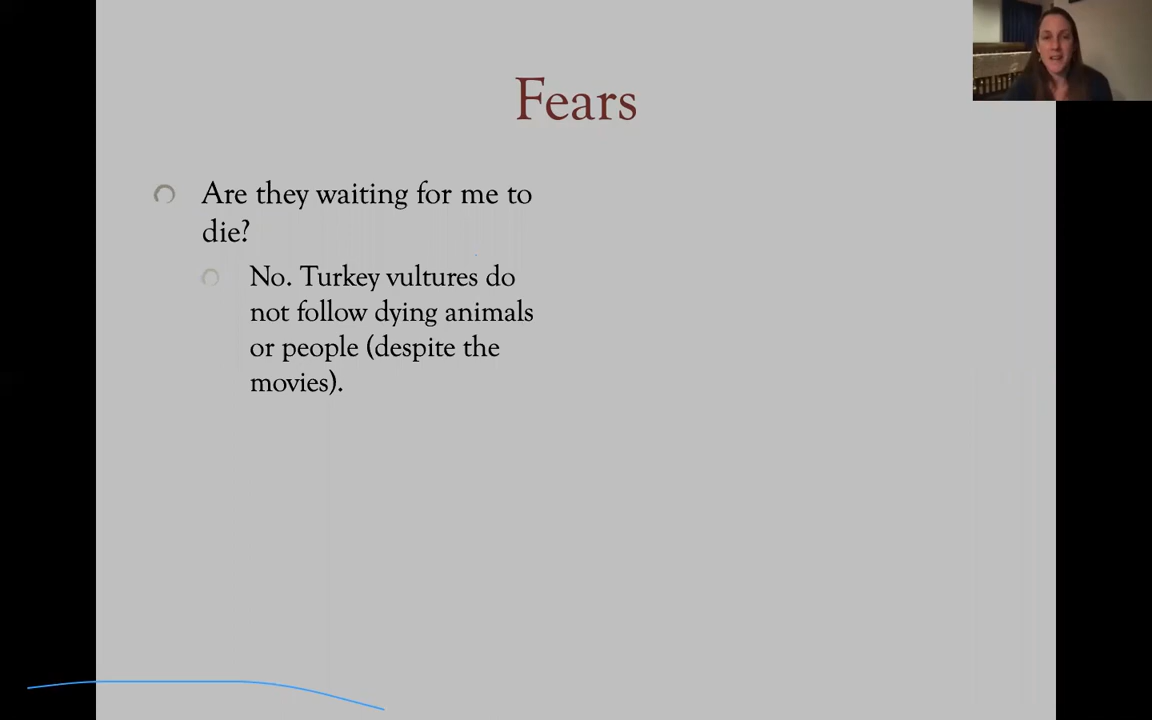 Fears
Are they waiting for me to
die?
No. Turkey vultures do
not follow dying animals
or people (despite the
movies).